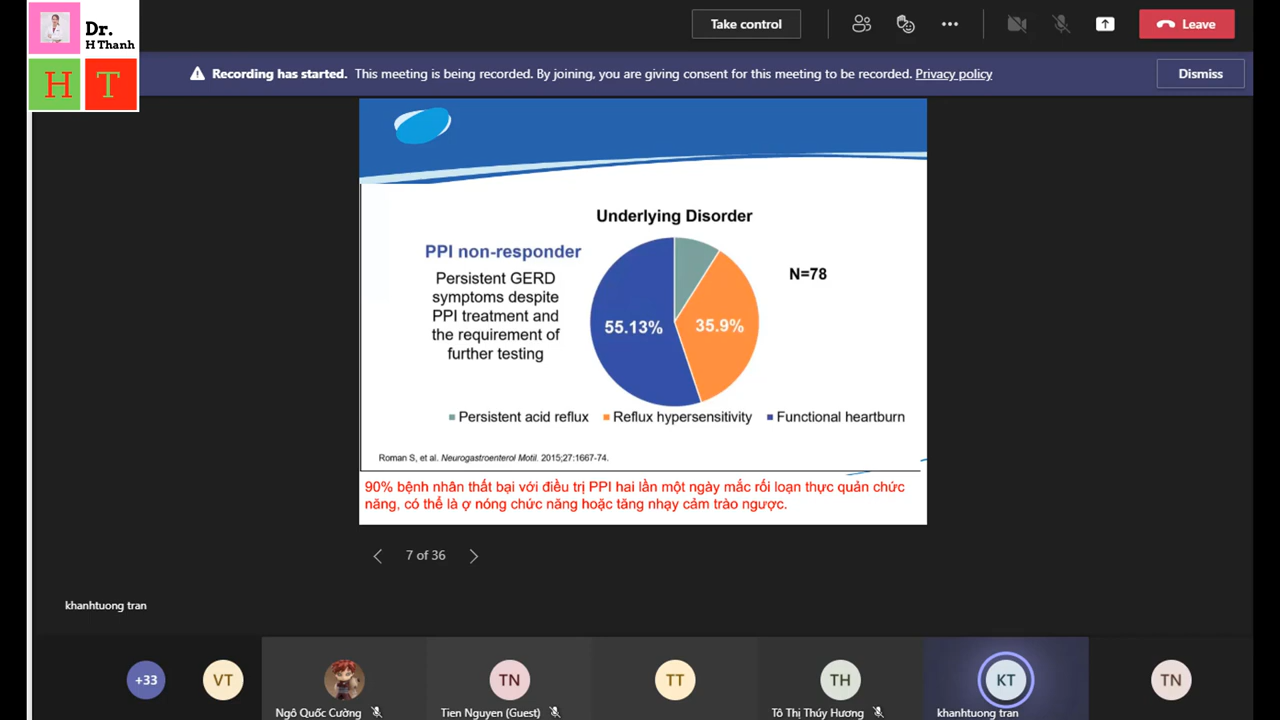 Dr.
H Thanh
H T
Take control
Leave
Recording has started. This meeting is being recorded. By joining, you are giving consent for this meeting to be recorded. Privacy policy
Dismiss
Underlying Disorder
PPI non-responder
Persistent GERD
symptoms despite
PPI treatment and
the requirement of
further testing
N=78
55.13%
35.9%
Persistent acid reflux
Reflux hypersensitivity
Functional heartburn
Roman S, et al. Neurogastroenterol Motil. 2015;27:1667-74.
90% bệnh nhân thất bại với điều trị PPI hai lần một ngày mắc rối loạn thực quản chức
năng, có thể là ợ nóng chức năng hoặc tăng nhạy cảm trào ngược.
7 of 36
khanhtuong tran
+33
VT
TN
TT
TH
KT
TN
Ngô Quốc Cường
Tien Nguyen (Guest)
Tô Thị Thúy Hương
khanhtuong tran